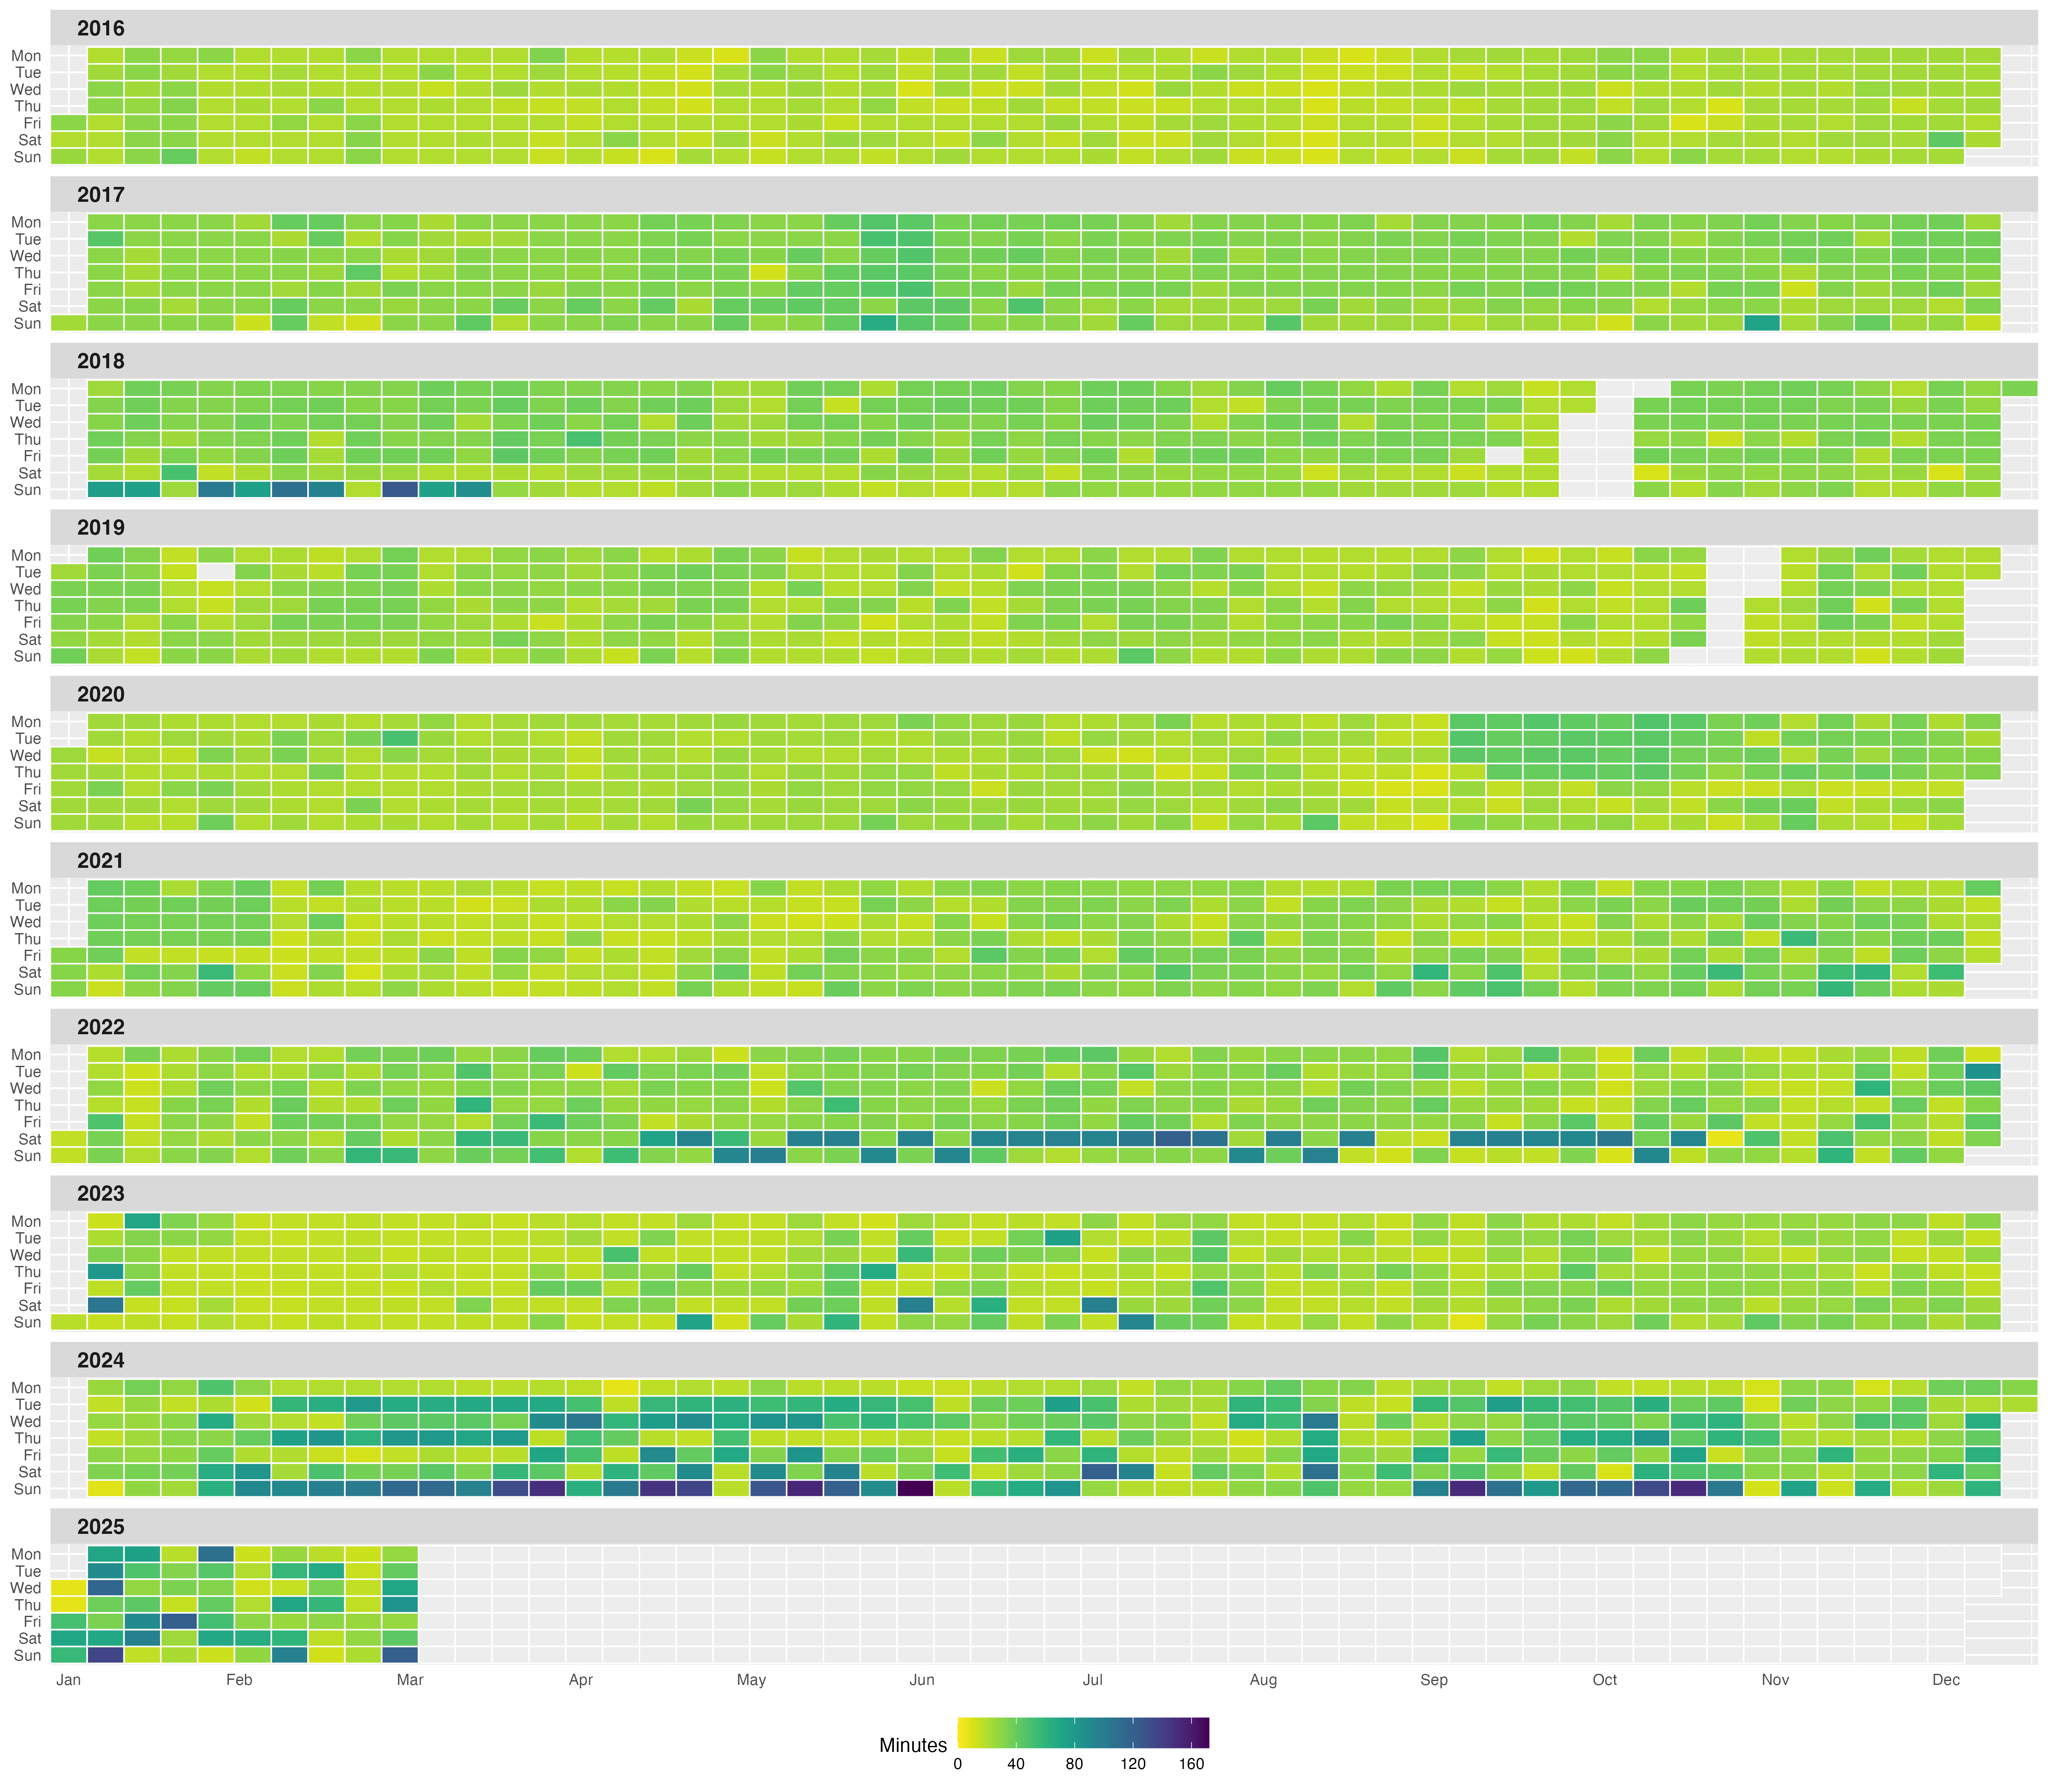 2016
Mon
Tue
Wed
Thu
Fri
Sat
Sun
2017
Mon
Tue
Wed
Thu
Fri
Sat
Sun
2018
Mon
Tue
Wed
Thu
Fri
Sat
Sun
2019
Mon
Tue
Wed
Thu
Fri
Sat
Sun
2020
Mon
Tue
Wed
Thu
Fri
Sat
Sun
2021
Mon
Tue
Wed
Thu
Fri
Sat
Sun
2022
Mon
Tue
Wed
Thu
Fri
Sat
Sun
2023
Mon
Tue
Wed
Thu
Fri
Sat
Sun
2024
Mon
Tue
Wed
Thu
Fri
Sat
Sun
2025
Mon
Tue
Wed
Thu
Fri
Sat
Sun
Jan Feb Mar Apr May Jun Jul Aug Sep Oct Nov Dec
Minutes
0 40 80 120 160